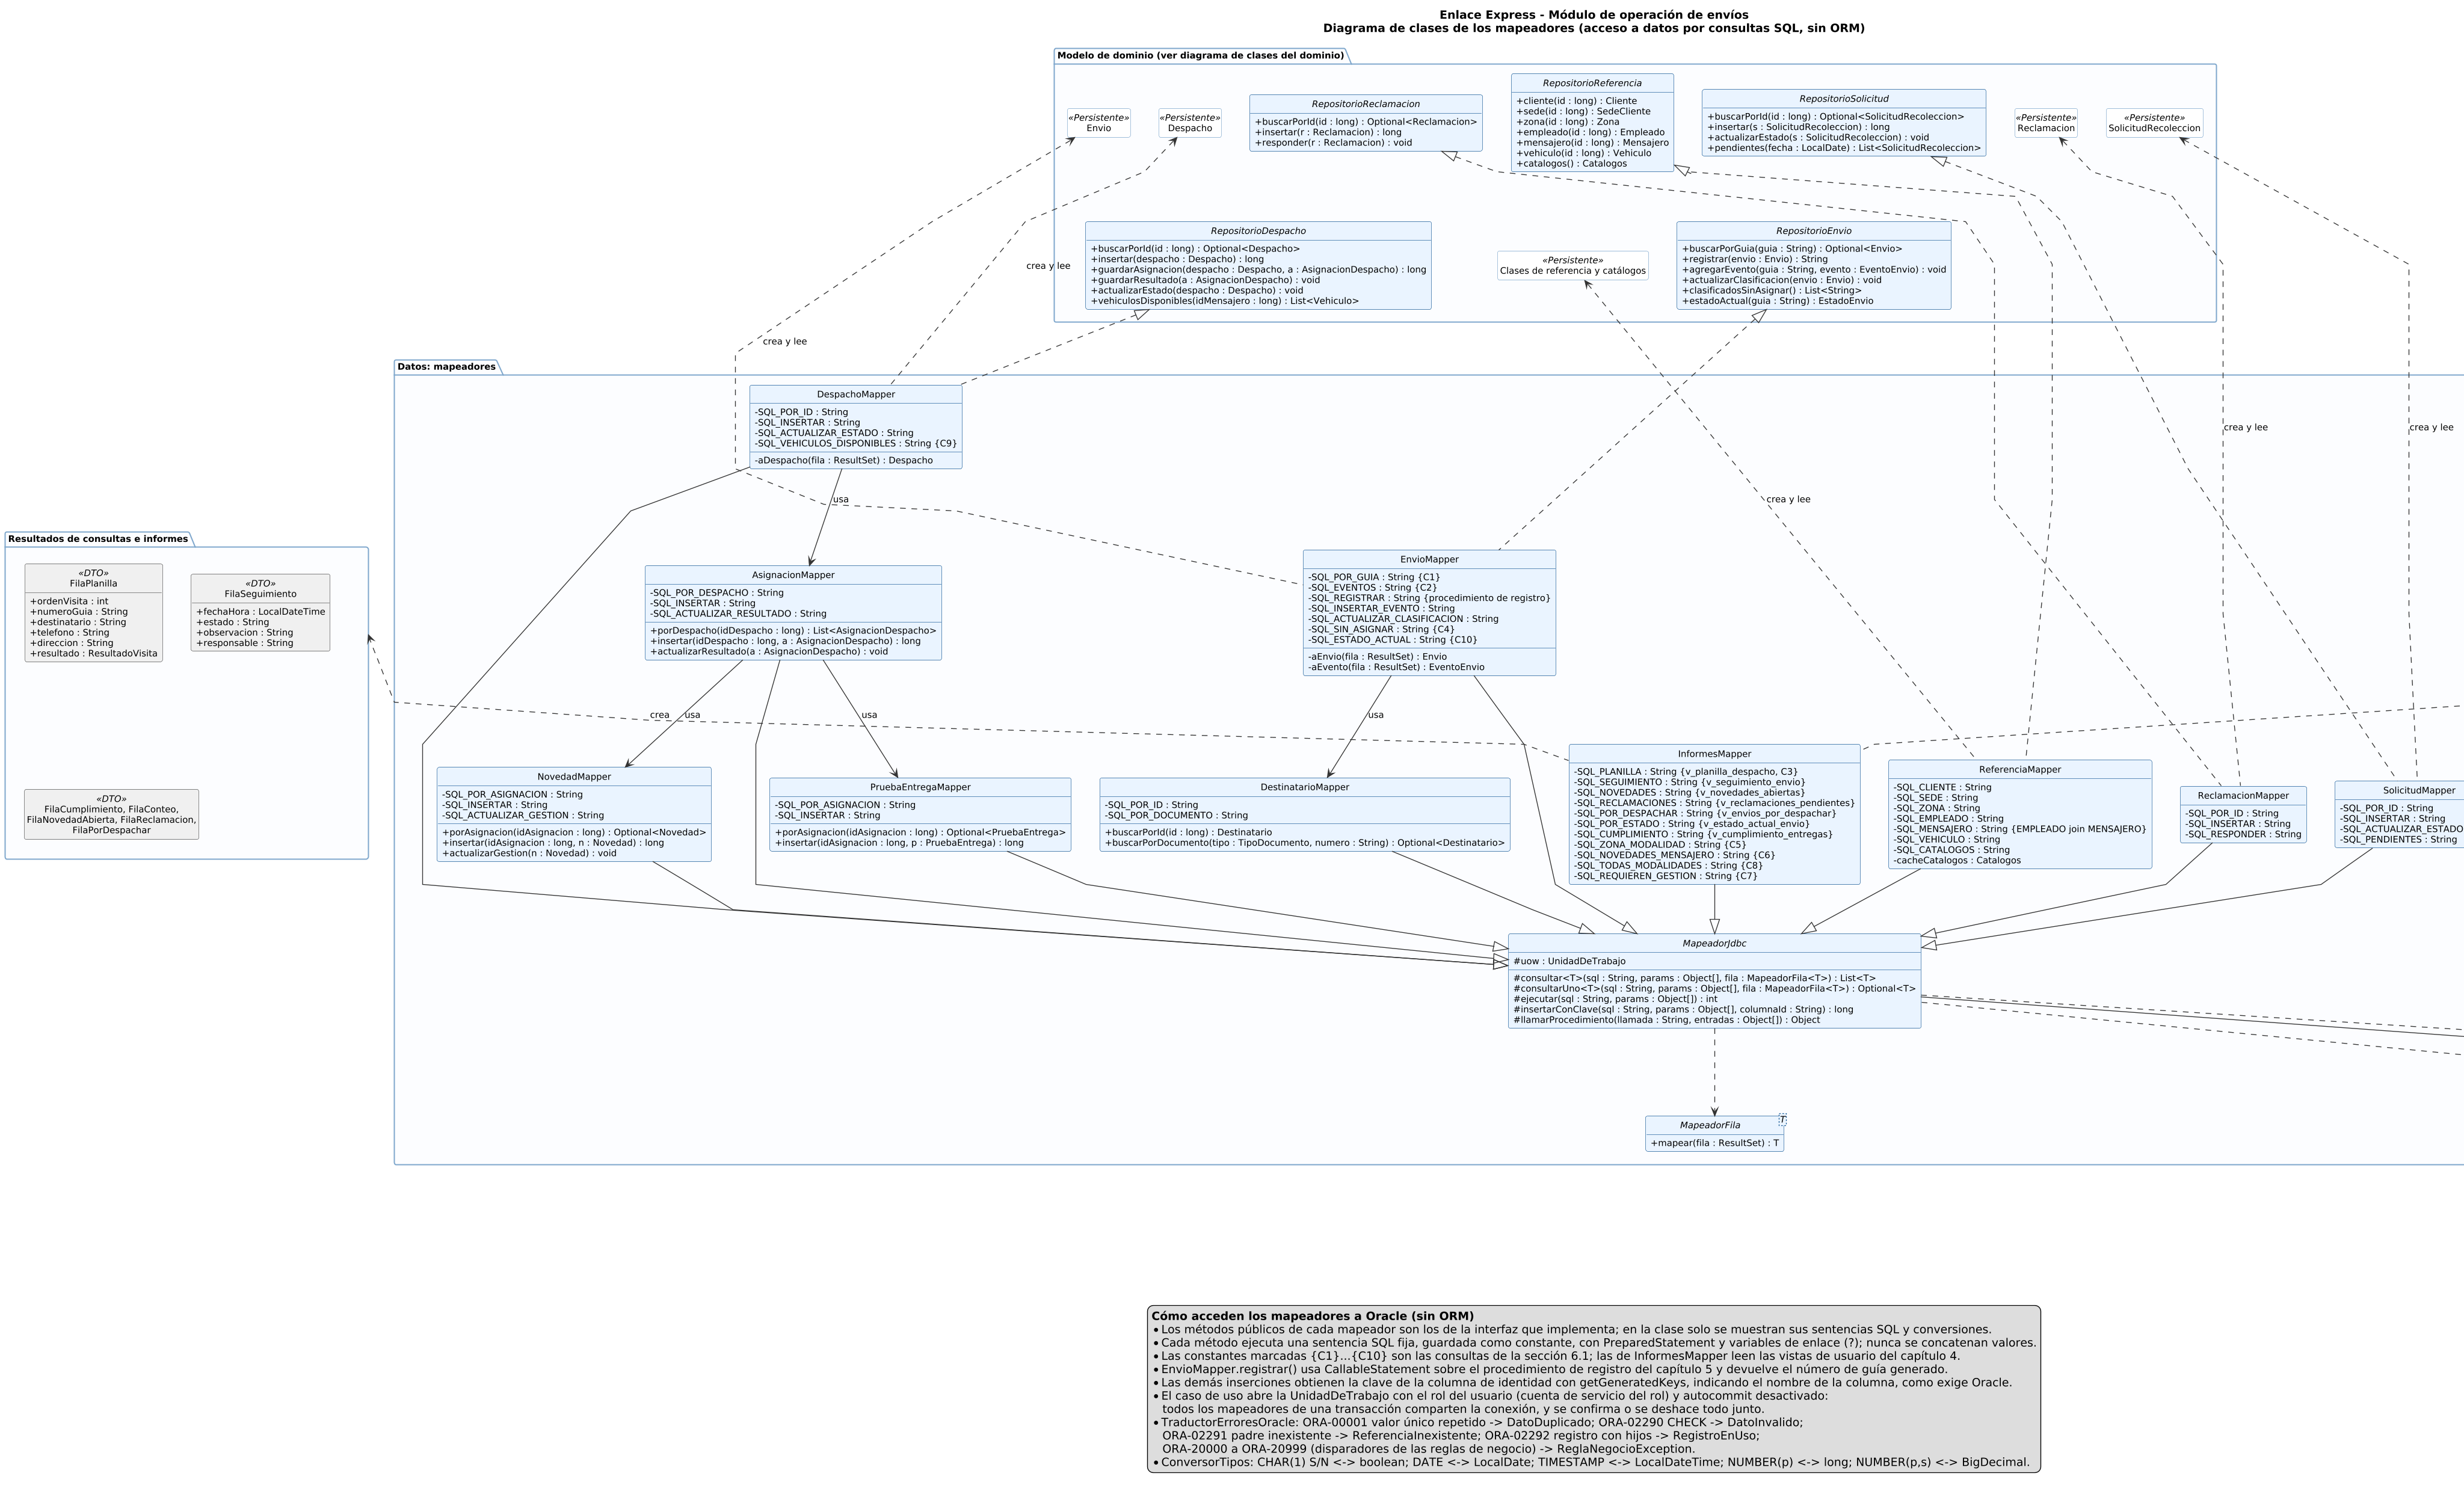 Enlace Express - Módulo de operación de envíos
Diagrama de clases de los mapeadores (acceso a datos por consultas SQL, sin ORM)
Modelo de dominio (ver diagrama de clases del dominio)
«Persistente»
Envio
«Persistente»
Despacho
RepositorioReclamacion
+buscarPorId(id : long) : Optional<Reclamacion>
+insertar(r : Reclamacion) : long
+responder(r : Reclamacion) : void
RepositorioReferencia
+cliente(id : long) : Cliente
+sede(id : long) : SedeCliente
+zona(id : long) : Zona
+empleado(id : long) : Empleado
+mensajero(id : long) : Mensajero
+vehiculo(id : long) : Vehiculo
+catalogos() : Catalogos
RepositorioSolicitud
+buscarPorId(id : long) : Optional<SolicitudRecoleccion>
+insertar(s : SolicitudRecoleccion) : long
+actualizarEstado(s : SolicitudRecoleccion) : void
+pendientes(fecha : LocalDate) : List<SolicitudRecoleccion>
«Persistente»
Reclamacion
«Persistente»
SolicitudRecoleccion
RepositorioDespacho
+buscarPorId(id : long) : Optional<Despacho>
+insertar(despacho : Despacho) : long
+guardarAsignacion(despacho : Despacho, a : AsignacionDespacho) : long
+guardarResultado(a : AsignacionDespacho) : void
+actualizarEstado(despacho : Despacho) : void
+vehiculosDisponibles(idMensajero : long) : List<Vehiculo>
«Persistente»
Clases de referencia y catálogos
RepositorioEnvio
+buscarPorGuia(guia : String) : Optional<Envio>
+registrar(envio : Envio) : String
+agregarEvento(guia : String, evento : EventoEnvio) : void
+actualizarClasificacion(envio : Envio) : void
+clasificadosSinAsignar() : List<String>
+estadoActual(guia : String) : EstadoEnvio
crea y lee
crea y lee
Datos: mapeadores
DespachoMapper
-SQL_POR_ID : String
-SQL_INSERTAR : String
-SQL_ACTUALIZAR_ESTADO : String
-SQL_VEHICULOS_DISPONIBLES : String {C9}
-aDespacho(fila : ResultSet) : Despacho
crea y lee
crea y lee
usa
crea y lee
Resultados de consultas e informes
«DTO»
FilaPlanilla
+ordenVisita : int
+numeroGuia : String
+destinatario : String
+telefono : String
+direccion : String
+resultado : ResultadoVisita
«DTO»
FilaSeguimiento
+fechaHora : LocalDateTime
+estado : String
+observacion : String
+responsable : String
«DTO»
FilaCumplimiento, FilaConteo,
FilaNovedadAbierta, FilaReclamacion,
FilaPorDespachar
AsignacionMapper
-SQL_POR_DESPACHO : String
-SQL_INSERTAR : String
-SQL_ACTUALIZAR_RESULTADO : String
+porDespacho(idDespacho : long) : List<AsignacionDespacho>
+insertar(idDespacho : long, a : AsignacionDespacho) : long
+actualizarResultado(a : AsignacionDespacho) : void
EnvioMapper
-SQL_POR_GUIA : String {C1}
-SQL_EVENTOS : String {C2}
-SQL_REGISTRAR : String {procedimiento de registro}
-SQL_INSERTAR_EVENTO : String
-SQL_ACTUALIZAR_CLASIFICACION : String
-SQL_SIN_ASIGNAR : String {C4}
-SQL_ESTADO_ACTUAL : String {C10}
-aEnvio(fila : ResultSet) : Envio
-aEvento(fila : ResultSet) : EventoEnvio
crea
usa
usa
usa
NovedadMapper
-SQL_POR_ASIGNACION : String
-SQL_INSERTAR : String
-SQL_ACTUALIZAR_GESTION : String
+porAsignacion(idAsignacion : long) : Optional<Novedad>
+insertar(idAsignacion : long, n : Novedad) : long
+actualizarGestion(n : Novedad) : void
PruebaEntregaMapper
-SQL_POR_ASIGNACION : String
-SQL_INSERTAR : String
+porAsignacion(idAsignacion : long) : Optional<PruebaEntrega>
+insertar(idAsignacion : long, p : PruebaEntrega) : long
DestinatarioMapper
-SQL_POR_ID : String
-SQL_POR_DOCUMENTO : String
+buscarPorId(id : long) : Destinatario
+buscarPorDocumento(tipo : TipoDocumento, numero : String) : Optional<Destinatario>
InformesMapper
-SQL_PLANILLA : String {v_planilla_despacho, C3}
-SQL_SEGUIMIENTO : String {v_seguimiento_envio}
-SQL_NOVEDADES : String {v_novedades_abiertas}
-SQL_RECLAMACIONES : String {v_reclamaciones_pendientes}
-SQL_POR_DESPACHAR : String {v_envios_por_despachar}
-SQL_POR_ESTADO : String {v_estado_actual_envio}
-SQL_CUMPLIMIENTO : String {v_cumplimiento_entregas}
-SQL_ZONA_MODALIDAD : String {C5}
-SQL_NOVEDADES_MENSAJERO : String {C6}
-SQL_TODAS_MODALIDADES : String {C8}
-SQL_REQUIEREN_GESTION : String {C7}
ReferenciaMapper
-SQL_CLIENTE : String
-SQL_SEDE : String
-SQL_ZONA : String
-SQL_EMPLEADO : String
-SQL_MENSAJERO : String {EMPLEADO join MENSAJERO}
-SQL_VEHICULO : String
-SQL_CATALOGOS : String
-cacheCatalogos : Catalogos
ReclamacionMapper
-SQL_POR_ID : String
-SQL_INSERTAR : String
-SQL_RESPONDER : String
SolicitudMapper
-SQL_POR_ID : String
-SQL_INSERTAR : String
-SQL_ACTUALIZAR_ESTADO
-SQL_PENDIENTES : String
MapeadorJdbc
#uow : UnidadDeTrabajo
#consultar<T>(sql : String, params : Object[], fila : MapeadorFila<T>) : List<T>
#consultarUno<T>(sql : String, params : Object[], fila : MapeadorFila<T>) : Optional<T>
#ejecutar(sql : String, params : Object[]) : int
#insertarConClave(sql : String, params : Object[], columnaId : String) : long
#llamarProcedimiento(llamada : String, entradas : Object[]) : Object
MapeadorFila
T
+mapear(fila : ResultSet) : T
Cómo acceden los mapeadores a Oracle (sin ORM)
• Los métodos públicos de cada mapeador son los de la interfaz que implementa; en la clase solo se muestran sus sentencias SQL y conversiones.
• Cada método ejecuta una sentencia SQL fija, guardada como constante, con PreparedStatement y variables de enlace (?); nunca se concatenan valores.
• Las constantes marcadas {C1}...{C10} son las consultas de la sección 6.1; las de InformesMapper leen las vistas de usuario del capítulo 4.
• EnvioMapper.registrar() usa CallableStatement sobre el procedimiento de registro del capítulo 5 y devuelve el número de guía generado.
• Las demás inserciones obtienen la clave de la columna de identidad con getGeneratedKeys, indicando el nombre de la columna, como exige Oracle.
• El caso de uso abre la UnidadDeTrabajo con el rol del usuario (cuenta de servicio del rol) y autocommit desactivado:
todos los mapeadores de una transacción comparten la conexión, y se confirma o se deshace todo junto.
• TraductorErroresOracle: ORA-00001 valor único repetido -> DatoDuplicado; ORA-02290 CHECK -> DatoInvalido;
ORA-02291 padre inexistente -> ReferenciaInexistente; ORA-02292 registro con hijos -> RegistroEnUso;
ORA-20000 a ORA-20999 (disparadores de las reglas de negocio) -> ReglaNegocioException.
• ConversorTipos: CHAR(1) S/N <-> boolean; DATE <-> LocalDate; TIMESTAMP <-> LocalDateTime; NUMBER(p) <-> long; NUMBER(p,s) <-> BigDecimal.